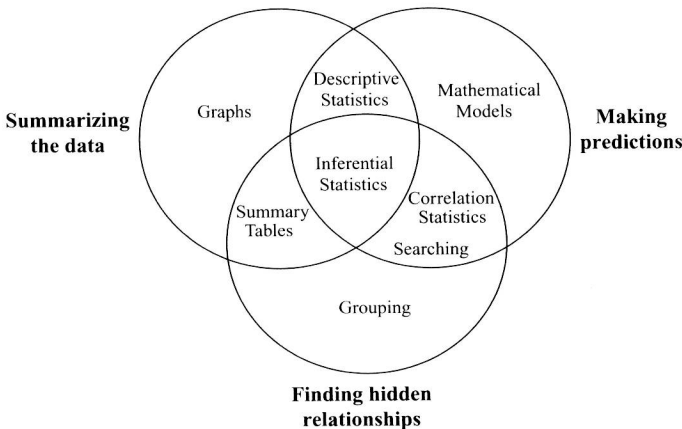 Descriptive
Statistics
Mathematical
Models
Graphs
Summarizing
the data
Making
predictions
Inferential
Statistics
Correlation
Statistics
Summary
Tables
Searching
Grouping
Finding hidden
relationships